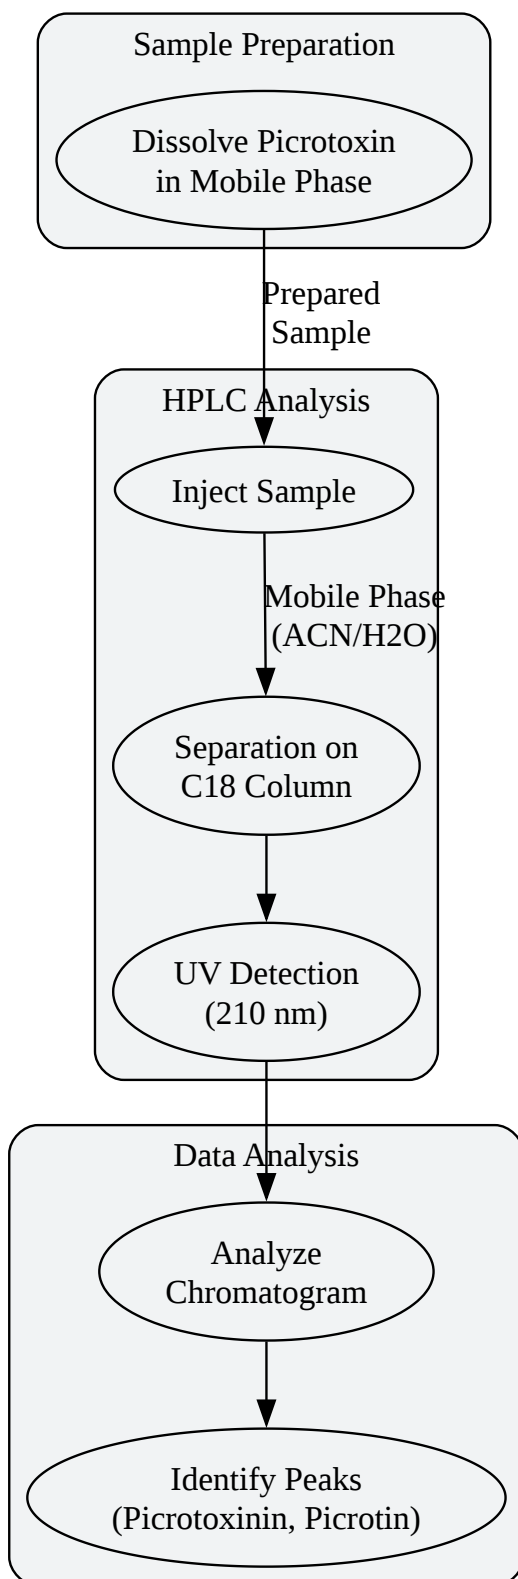 Sample Preparation
Dissolve Picrotoxin
in Mobile Phase
Prepared
Sample
HPLC Analysis
Inject Sample
Mobile Phase
(ACN/H2O)
Separation on
C18 Column
UV Detection
(210 nm)
Data Analysis
Analyze
Chromatogram
Identify Peaks
(Picrotoxinin, Picrotin)